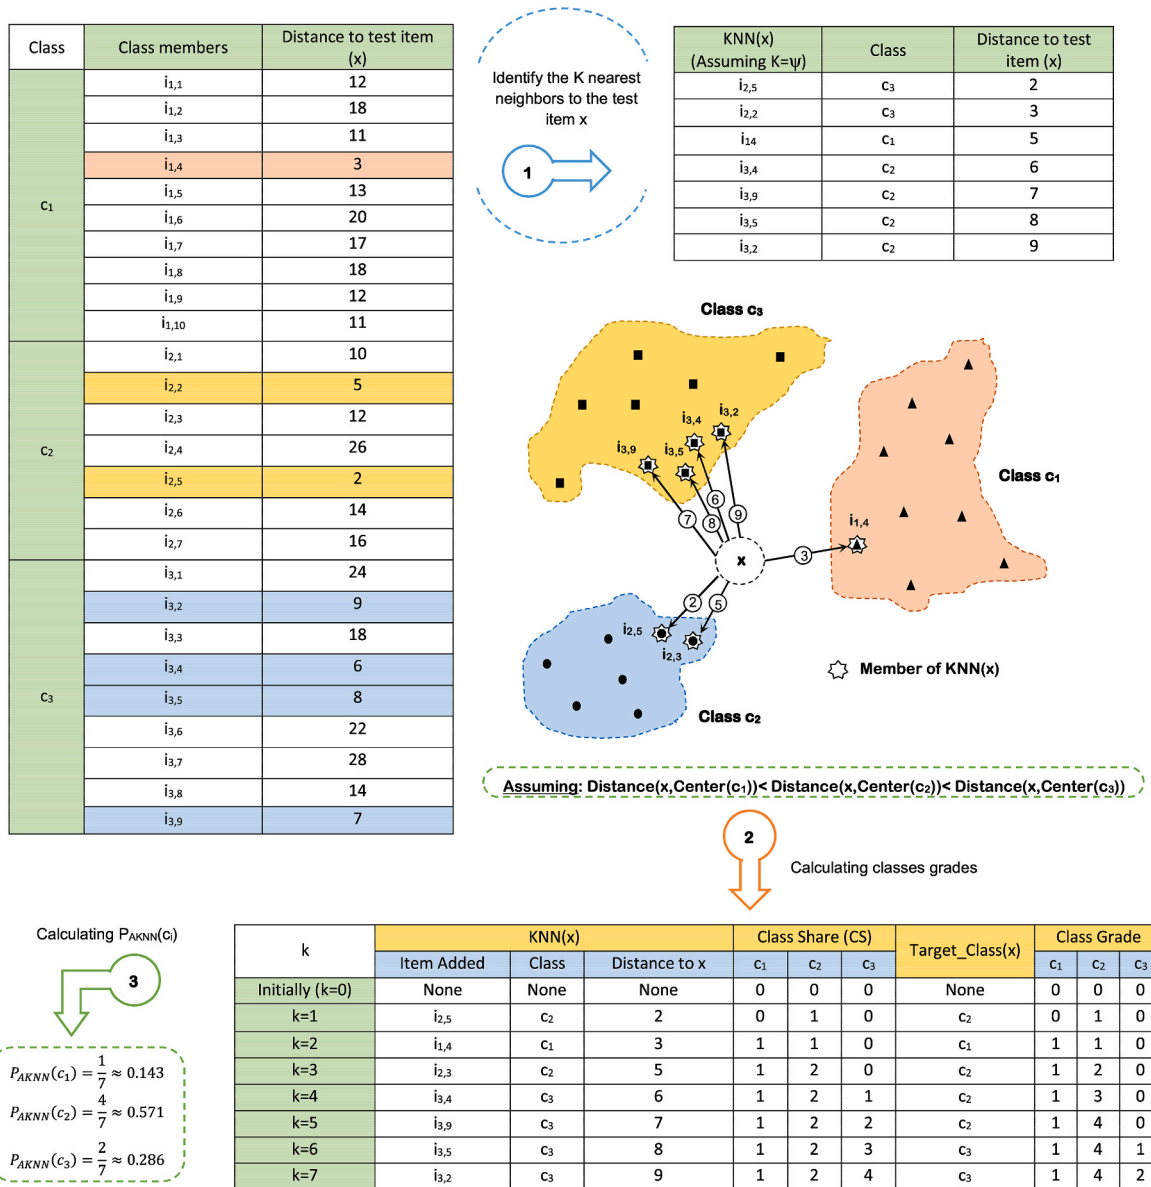 Class Class members Distance to test item (x)
c1
i1,1 12
i1,2 18
i1,3 11
i1,4 3
i1,5 13
i1,6 20
i1,7 17
i1,8 18
i1,9 12
i1,10 11
c2
i2,1 10
i2,2 5
i2,3 12
i2,4 26
i2,5 2
i2,6 14
i2,7 16
c3
i3,1 24
i3,2 9
i3,3 18
i3,4 6
i3,5 8
i3,6 22
i3,7 28
i3,8 14
i3,9 7
Identify the K nearest
neighbors to the test
item x
1
KNN(x) (Assuming K=ψ) Class Distance to test item (x)
i2,5 c3 2
i2,2 c3 3
i14 c1 5
i3,4 c2 6
i3,9 c2 7
i3,5 c2 8
i3,2 c2 9
Class c3
i3,2
i3,4
i3,9
i3,5
6
9
7
8
x
3
i1,4
Class c1
2
5
i2,5
i2,3
Class c2
Member of KNN(x)
Assuming: Distance(x,Center(c1))< Distance(x,Center(c2))< Distance(x,Center(c3))
2
Calculating classes grades
Calculating PAKNN(ci)
3
PAKNN(c1) = 1/7 ≈ 0.143
PAKNN(c2) = 4/7 ≈ 0.571
PAKNN(c3) = 2/7 ≈ 0.286
k KNN(x) Class Share (CS) Target_Class(x) Class Grade
Item Added Class Distance to x c1 c2 c3 c1 c2 c3
Initially (k=0) None None None 0 0 0 None 0 0 0
k=1 i2,5 c2 2 0 1 0 c2 0 1 0
k=2 i1,4 c1 3 1 1 0 c1 1 1 0
k=3 i2,3 c2 5 1 2 0 c2 1 2 0
k=4 i3,4 c3 6 1 2 1 c2 1 3 0
k=5 i3,9 c3 7 1 2 2 c2 1 4 0
k=6 i3,5 c3 8 1 2 3 c3 1 4 1
k=7 i3,2 c3 9 1 2 4 c3 1 4 2